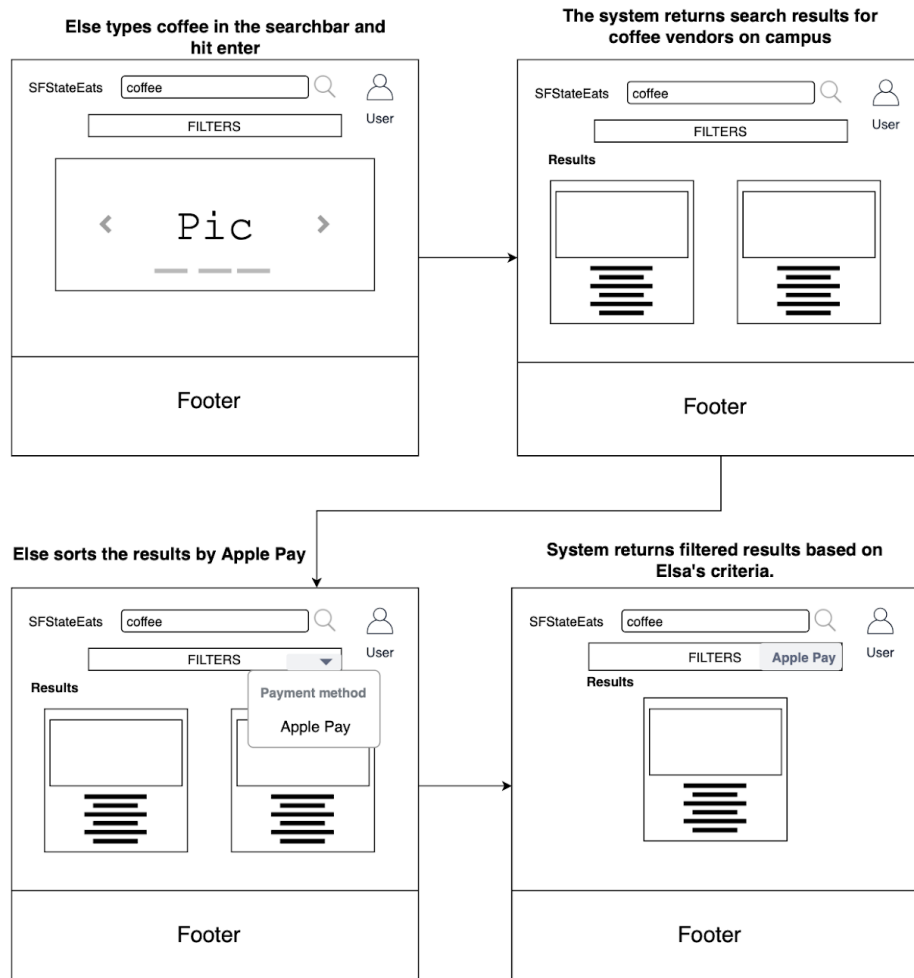 Else types coffee in the searchbar and
hit enter
SFStateEats
coffee
User
FILTERS
Pic
Footer
The system returns search results for
coffee vendors on campus
SFStateEats
coffee
User
FILTERS
Results
Footer
Else sorts the results by Apple Pay
SFStateEats
coffee
User
FILTERS
Results
Payment method
Apple Pay
Footer
System returns filtered results based on
Elsa's criteria.
SFStateEats
coffee
User
FILTERS
Apple Pay
Results
Footer